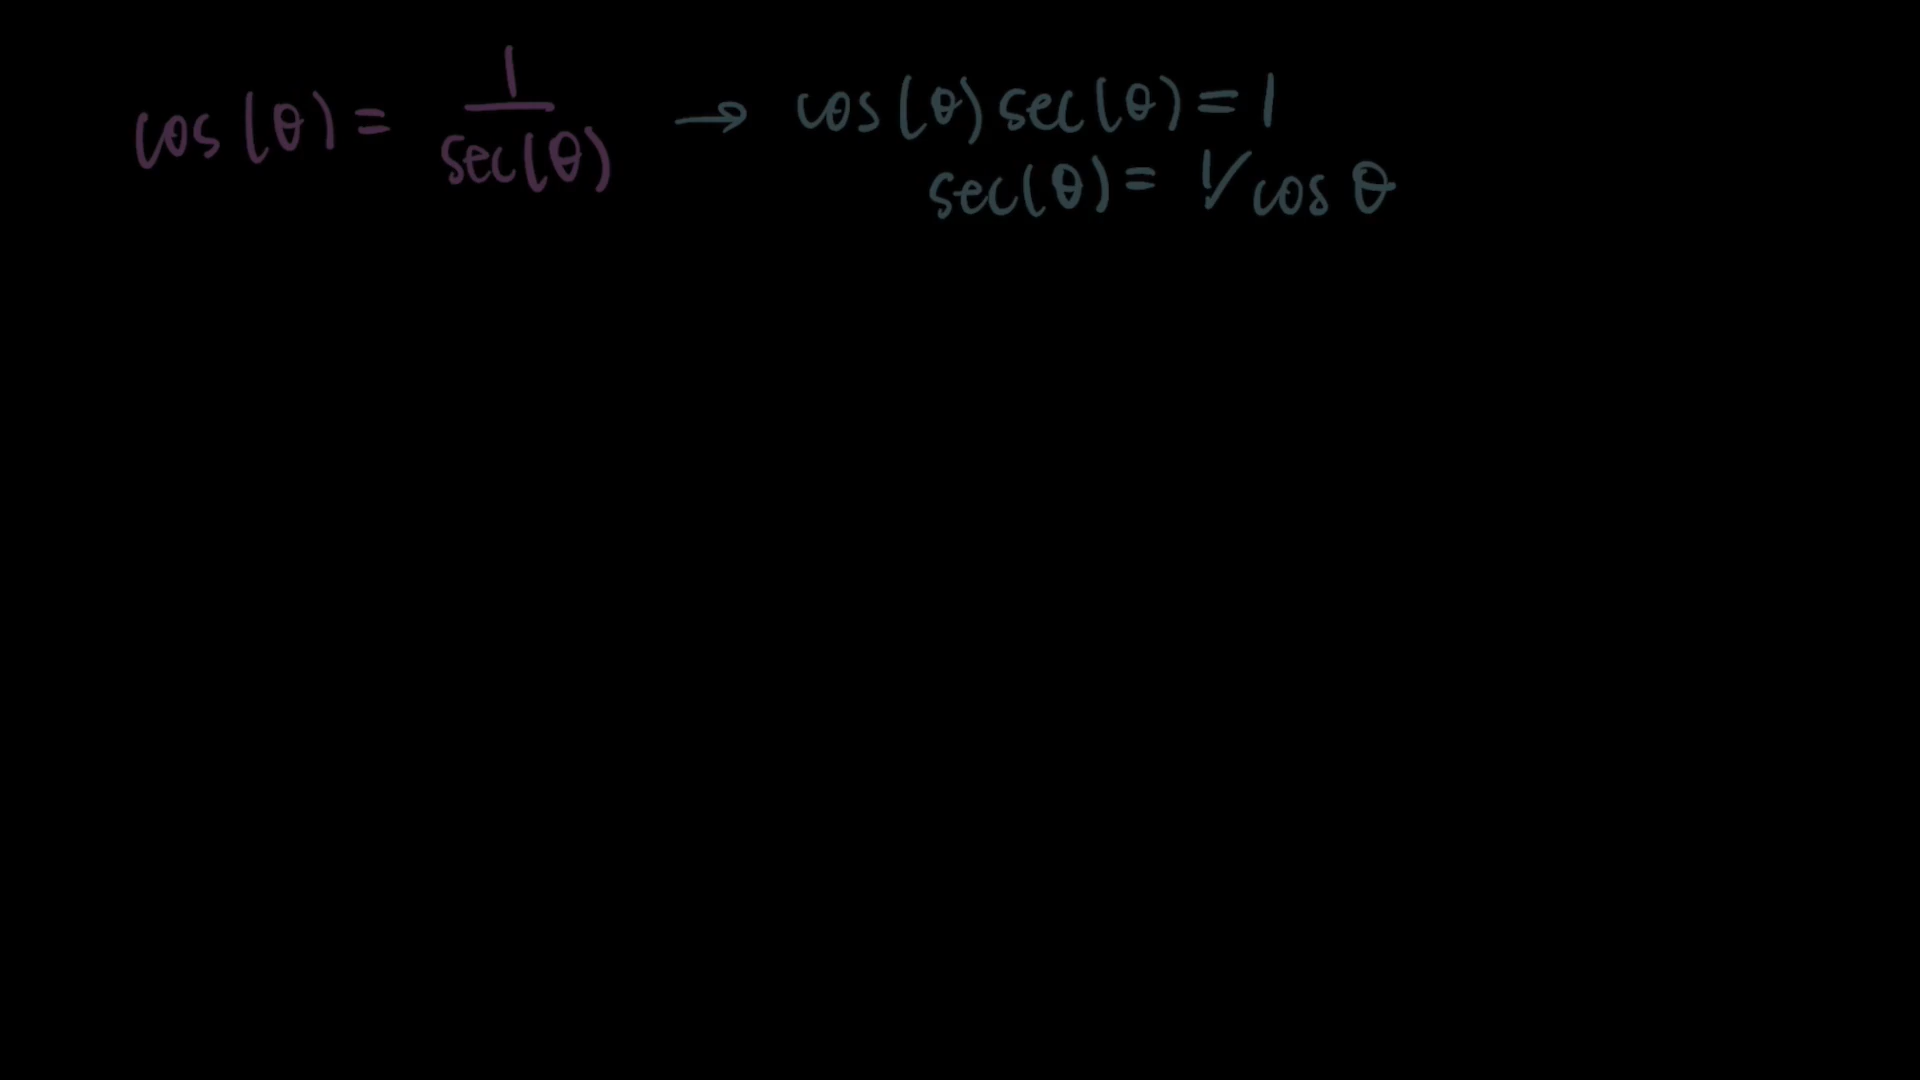 cos(θ) = 1/sec(θ) → cos(θ) sec(θ) = 1
sec(θ) = 1/cos θ